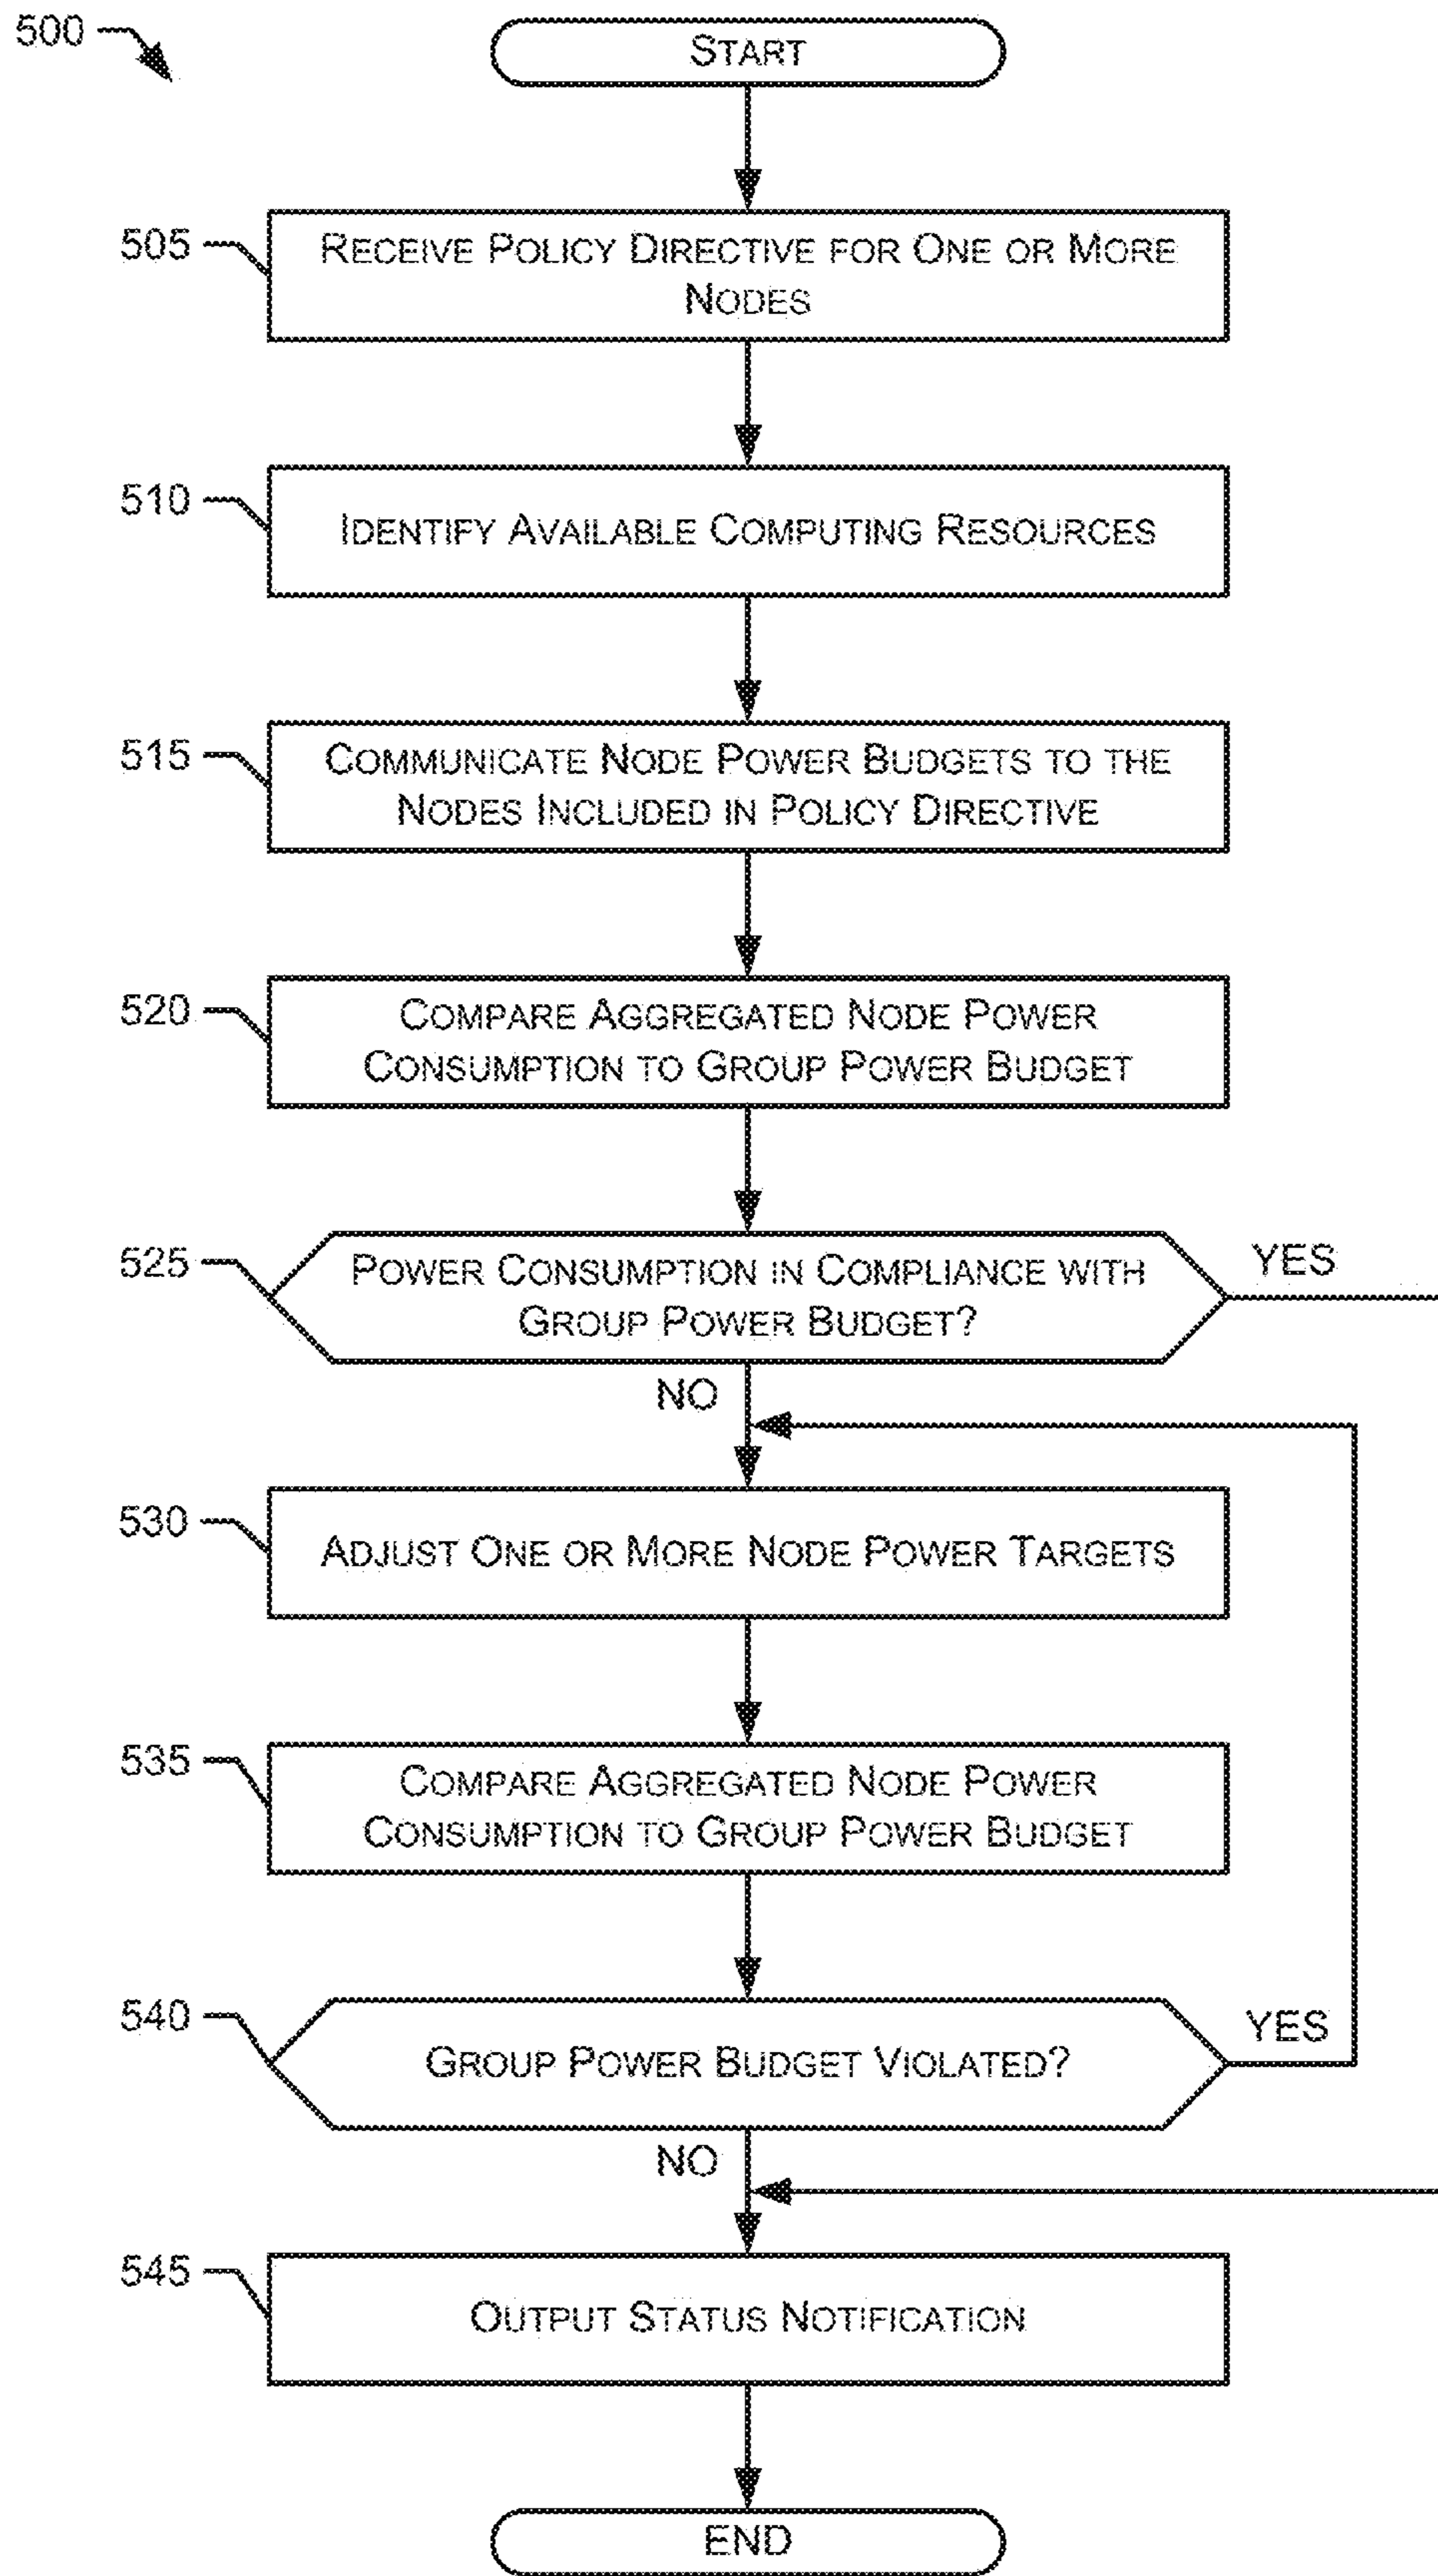 500
START
505
RECEIVE POLICY DIRECTIVE FOR ONE OR MORE
NODES
510
IDENTIFY AVAILABLE COMPUTING RESOURCES
515
COMMUNICATE NODE POWER BUDGETS TO THE
NODES INCLUDED IN POLICY DIRECTIVE
520
COMPARE AGGREGATED NODE POWER
CONSUMPTION TO GROUP POWER BUDGET
525
POWER CONSUMPTION IN COMPLIANCE WITH
GROUP POWER BUDGET?
YES
NO
530
ADJUST ONE OR MORE NODE POWER TARGETS
535
COMPARE AGGREGATED NODE POWER
CONSUMPTION TO GROUP POWER BUDGET
540
GROUP POWER BUDGET VIOLATED?
YES
NO
545
OUTPUT STATUS NOTIFICATION
END